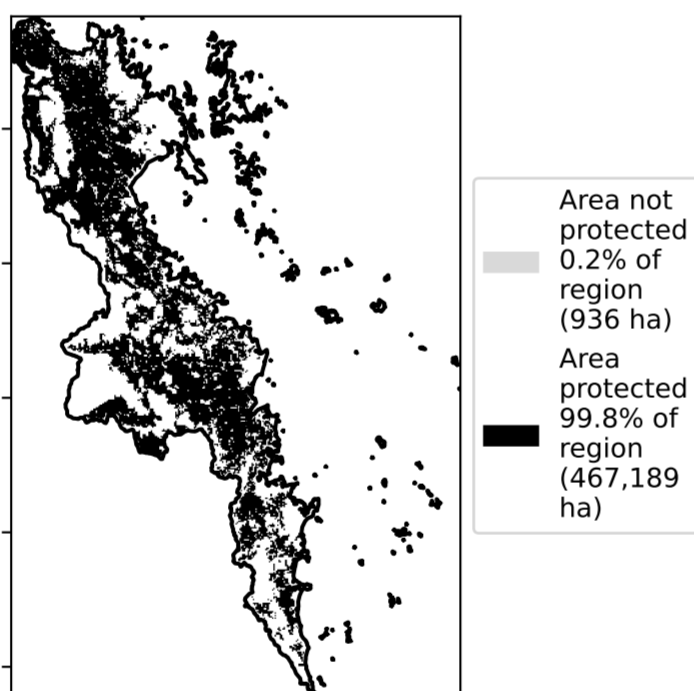 Area not
protected
0.2% of
region
(936 ha)
Area
protected
99.8% of
region
(467,189
ha)